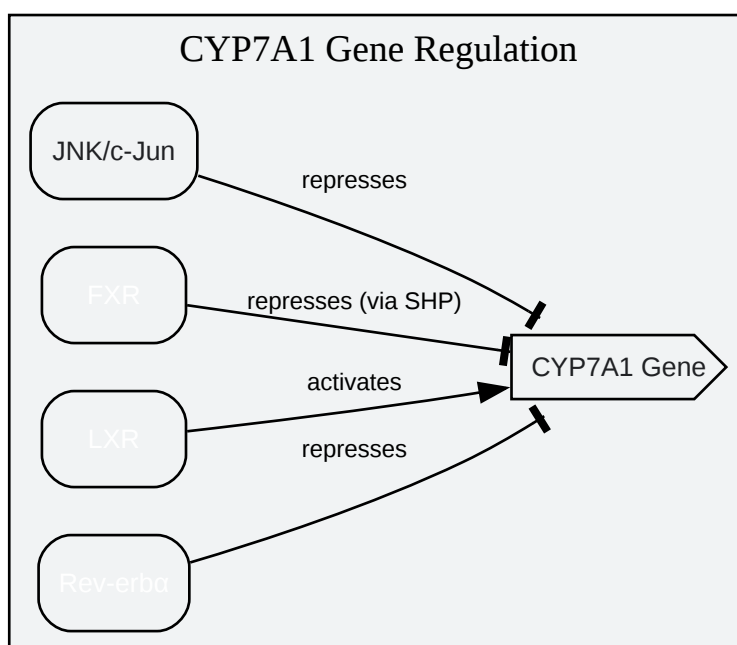 CYP7A1 Gene Regulation
JNK/c-Jun
represses
FXR
represses (via SHP)
CYP7A1 Gene
activates
LXR
represses
Rev-erbα